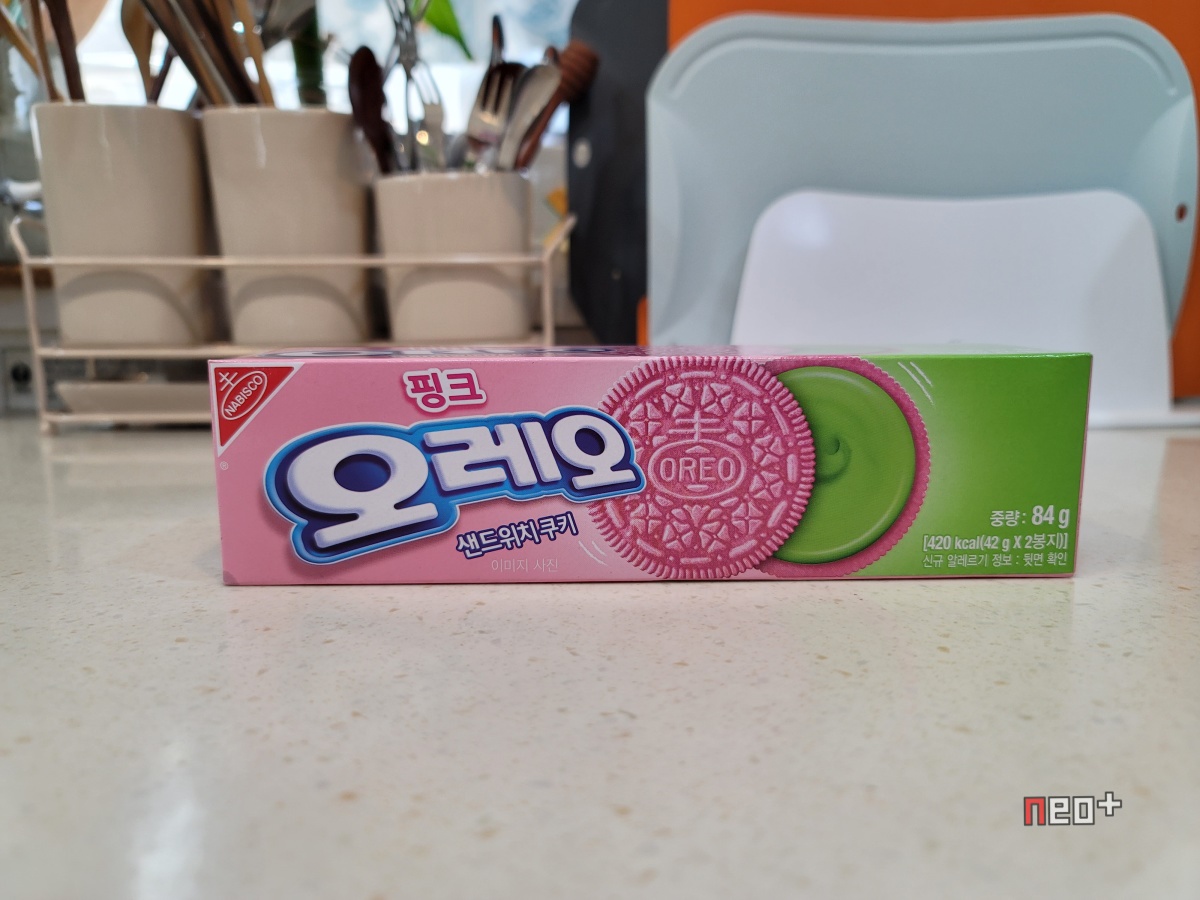 NABISCO
®
핑크
오레오
샌드위치 쿠키
이미지 사진
OREO
중량 : 84 g
[420 kcal(42 g X 2봉지)]
신규 알레르기 정보 : 뒷면 확인
neo+